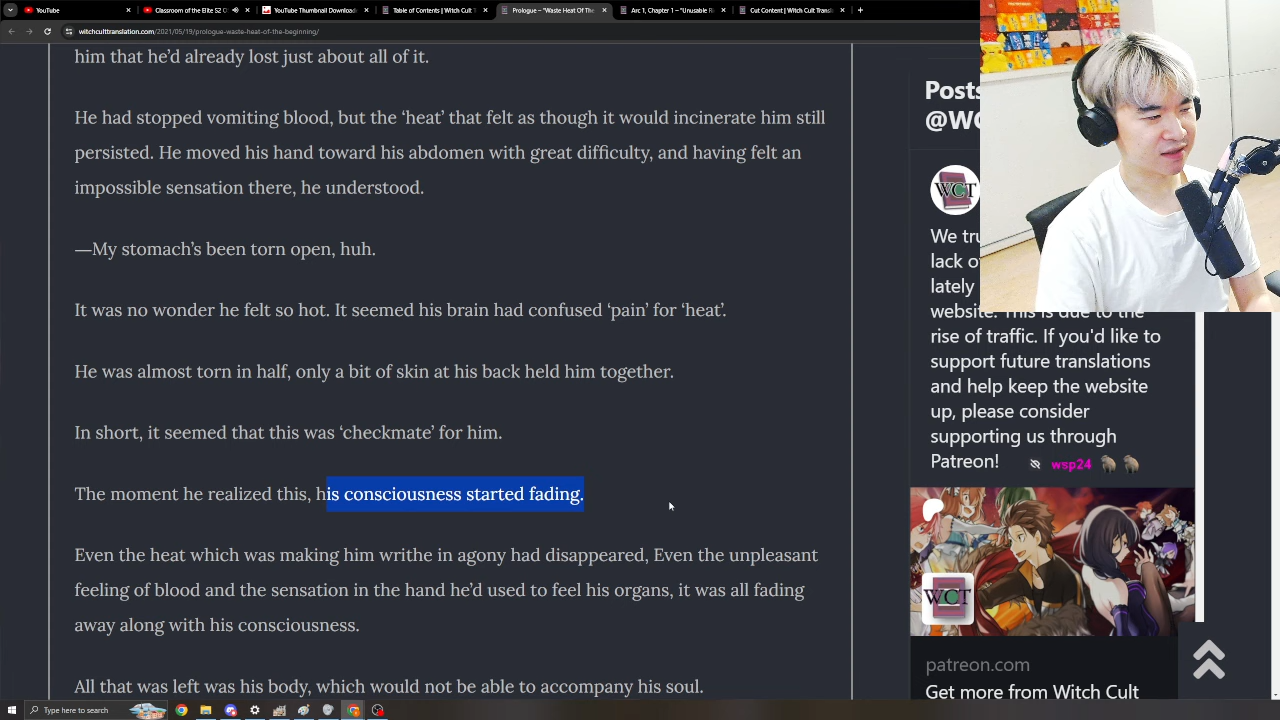 YouTube
Classroom of the Elite S2 O
YouTube Thumbnail Downloade
Table of Contents | Witch Cult T
Prologue – "Waste Heat Of The
Arc 1, Chapter 1 – "Unusable R
Cut Content | Witch Cult Trans
witchculttranslation.com/2021/05/19/prologue-waste-heat-of-the-beginning/
him that he'd already lost just about all of it.
He had stopped vomiting blood, but the 'heat' that felt as though it would incinerate him still
persisted. He moved his hand toward his abdomen with great difficulty, and having felt an
impossible sensation there, he understood.
—My stomach's been torn open, huh.
It was no wonder he felt so hot. It seemed his brain had confused 'pain' for 'heat'.
He was almost torn in half, only a bit of skin at his back held him together.
In short, it seemed that this was 'checkmate' for him.
The moment he realized this, his consciousness started fading.
Even the heat which was making him writhe in agony had disappeared, Even the unpleasant
feeling of blood and the sensation in the hand he'd used to feel his organs, it was all fading
away along with his consciousness.
All that was left was his body, which would not be able to accompany his soul.
Posts
@WC
WCT
We tru
lack of
lately
website. This is due to the
rise of traffic. If you'd like to
support future translations
and help keep the website
up, please consider
supporting us through
Patreon!
wsp24
WCT
patreon.com
Get more from Witch Cult
Type here to search